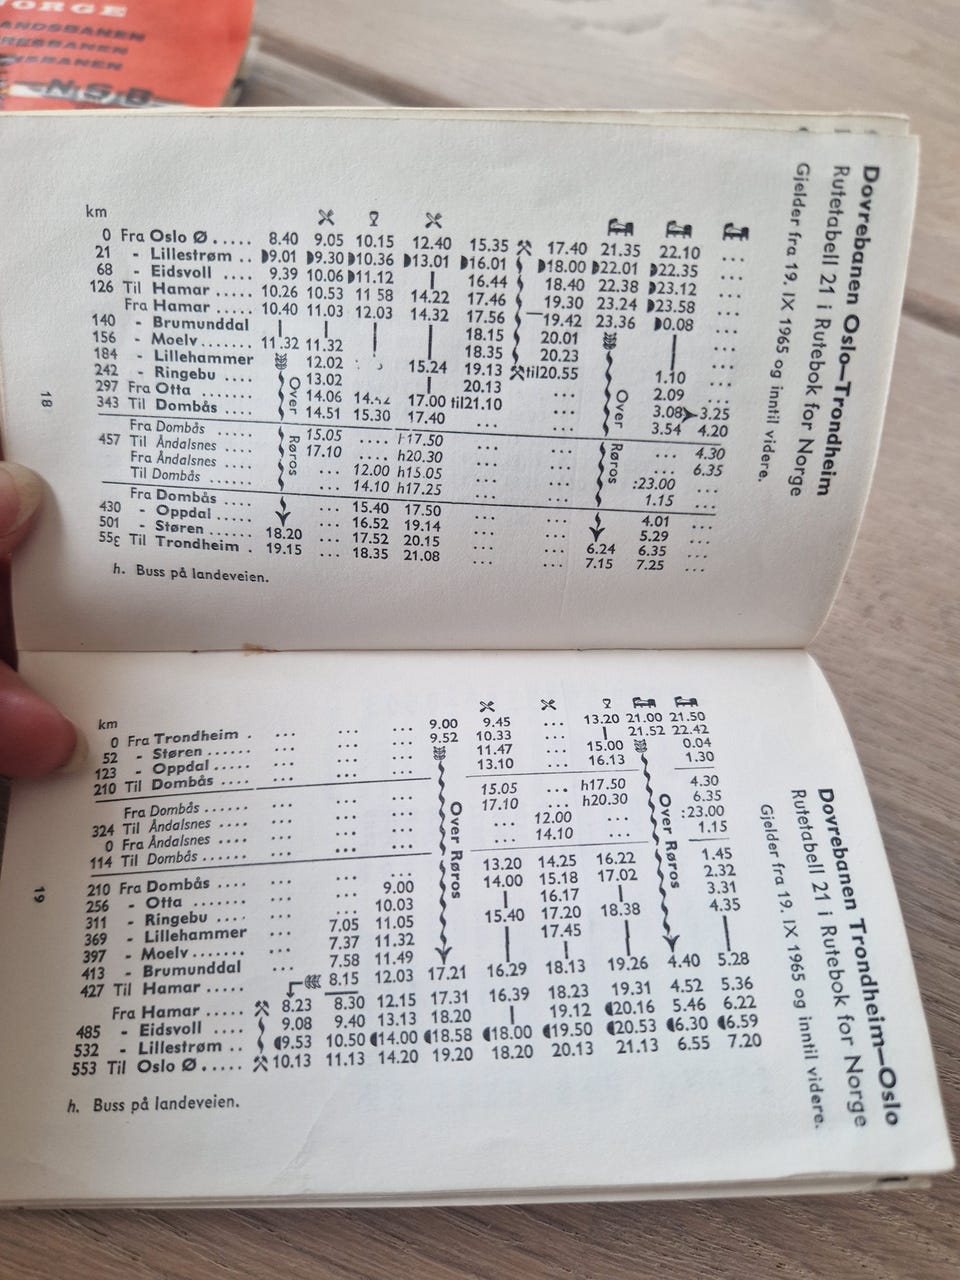 ORGE
ANDSBANEN
RESBANEN
SBANEN
NSB
Dovrebanen Oslo–Trondheim
Rutetabell 21 i Rutebok for Norge
Gjelder fra 19. IX 1965 og inntil videre.
km
0 Fra Oslo Ø ..... 8.40 9.05 10.15 12.40 15.35 17.40 21.35 22.10 ...
21 - Lillestrøm .. 9.01 9.30 10.36 13.01 16.01 18.00 22.01 22.35 ...
68 - Eidsvoll .... 9.39 10.06 11.12 | 16.44 18.40 22.38 23.12 ...
126 Til Hamar ..... 10.26 10.53 11 58 14.22 17.46 19.30 23.24 23.58 ...
Fra Hamar ..... 10.40 11.03 12.03 14.32 17.56 19.42 23.36 0.08 ...
140 - Brumunddal | | | | 18.15 20.01 | ...
156 - Moelv ....... 11.32 11.32 | | 18.35 20.23 | ...
184 - Lillehammer 12.02 15.24 19.13 til20.55 1.10 ...
242 - Ringebu .... 13.02 | 20.13 ... 2.09 ...
297 Fra Otta ..... 14.06 17.00 til21.10 ... 3.08 3.25
343 Til Dombås .... 14.51 15.30 17.40 ... ... 3.54 4.20
Fra Dombås ..... 15.05 .... h17.50 ... ... ... 4.30
457 Til Åndalsnes .. 17.10 .... h20.30 ... ... ... 6.35
Fra Åndalsnes .. ... 12.00 h15.05 ... ... :23.00 ...
Til Dombås ..... ... 14.10 h17.25 ... ... 1.15 ...
Fra Dombås .... ... 15.40 17.50 ... ... 4.01 ...
430 - Oppdal ..... ... 16.52 19.14 ... ... 5.29 ...
501 - Støren ..... 18.20 ... 17.52 20.15 ... ... 6.24 6.35 ...
Til Trondheim . 19.15 ... 18.35 21.08 ... ... 7.15 7.25 ...
Over Røros
Over Røros
h. Buss på landeveien.
18
Dovrebanen Trondheim–Oslo
Rutetabell 21 i Rutebok for Norge
Gjelder fra 19. IX 1965 og inntil videre.
km
0 Fra Trondheim . ... ... ... 9.00 9.45 ... 13.20 21.00 21.50
52 - Støren ...... ... ... ... 9.52 10.33 ... | 21.52 22.42
123 - Oppdal ..... ... ... ... 11.47 ... 15.00 0.04
210 Til Dombås .... ... ... ... 13.10 ... 16.13 1.30
Fra Dombås ...... ... ... ... 15.05 ... h17.50 4.30
324 Til Åndalsnes .... ... ... ... 17.10 ... h20.30 6.35
0 Fra Åndalsnes .... ... ... ... ... 12.00 ... :23.00
114 Til Dombås ...... ... ... ... ... 14.10 ... 1.15
210 Fra Dombås .... ... ... ... 13.20 14.25 16.22 1.45
256 - Otta ........ ... ... 9.00 14.00 15.18 17.02 2.32
311 - Ringebu .... ... ... 10.03 | 16.17 | 3.31
369 - Lillehammer ... 7.05 11.05 15.40 17.20 18.38 4.35
397 - Moelv ...... ... 7.37 11.32 | 17.45 | |
413 - Brumunddal ... 7.58 11.49 | | | |
427 Til Hamar ..... 8.15 12.03 17.21 16.29 18.13 19.26 4.40 5.28
Fra Hamar .... 8.23 8.30 12.15 17.31 16.39 18.23 19.31 4.52 5.36
485 - Eidsvoll .... 9.08 9.40 13.13 18.20 | 19.12 20.16 5.46 6.22
532 - Lillestrøm .. 9.53 10.50 14.00 18.58 18.00 19.50 20.53 6.30 6.59
553 Til Oslo Ø..... 10.13 11.13 14.20 19.20 18.20 20.13 21.13 6.55 7.20
Over Røros
Over Røros
h. Buss på landeveien.
19